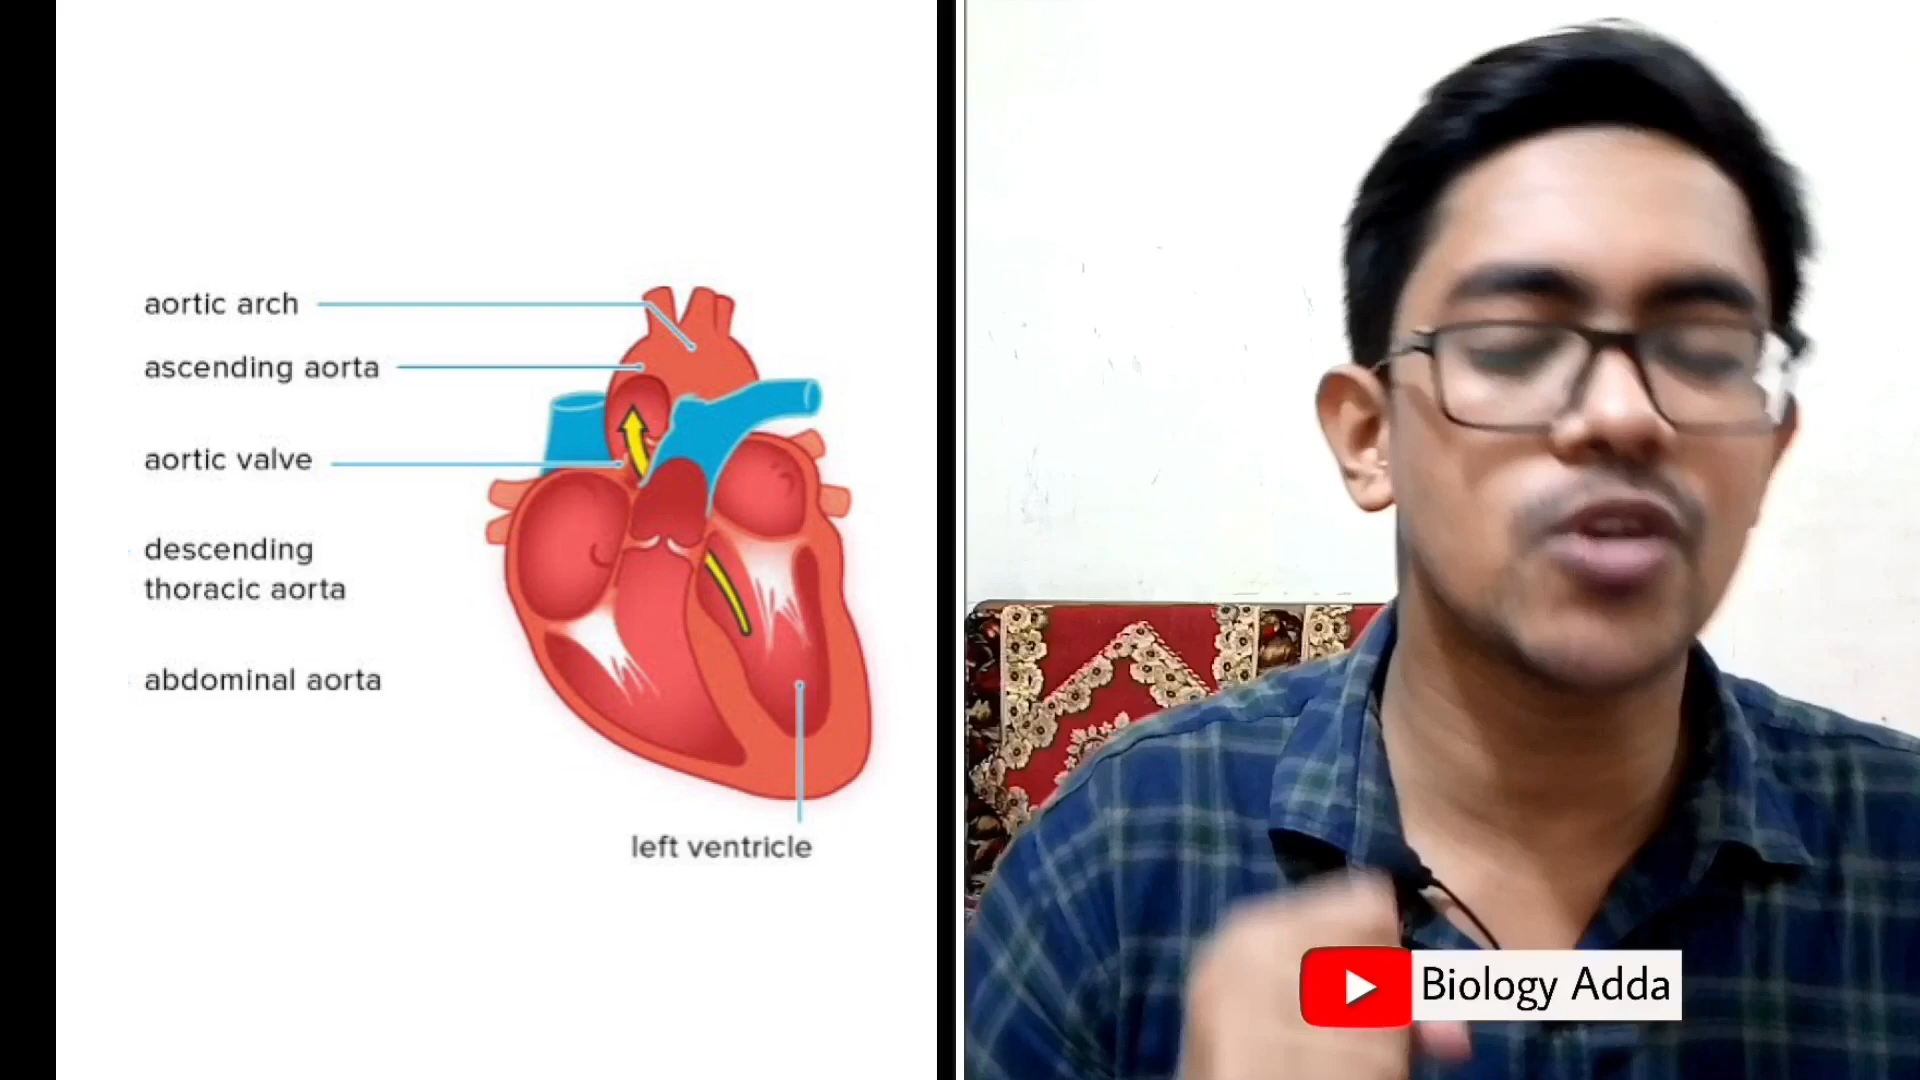 aortic arch
ascending aorta
aortic valve
descending
thoracic aorta
abdominal aorta
left ventricle
Biology Adda